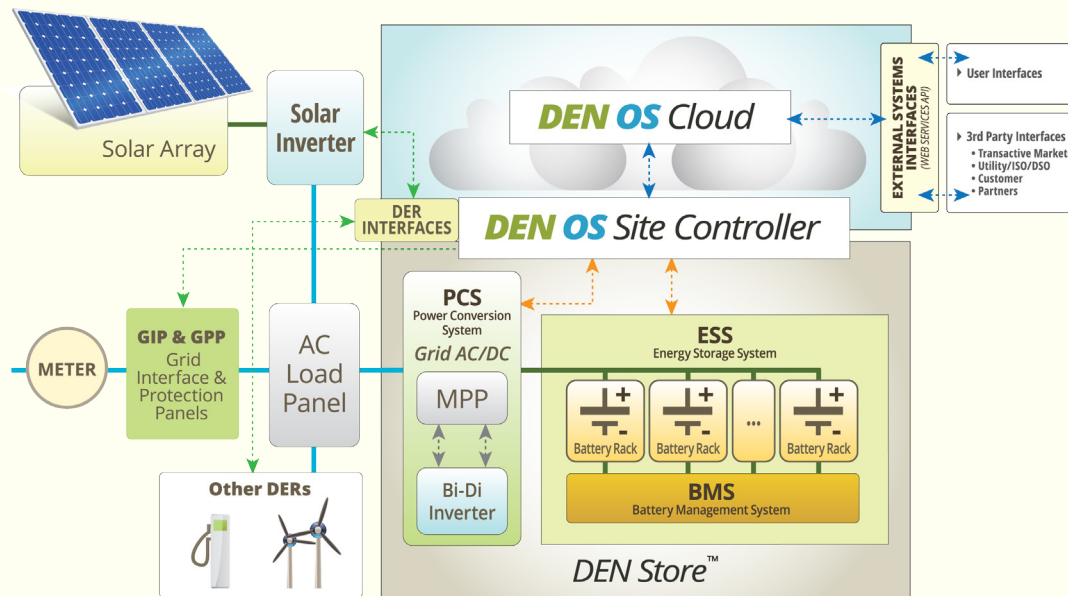 Solar Array
Solar
Inverter
DEN OS Cloud
EXTERNAL SYSTEMS
INTERFACES
(WEB SERVICES API)
User Interfaces
3rd Party Interfaces
• Transactive Market
• Utility/ISO/DSO
• Customer
• Partners
DER
INTERFACES
DEN OS Site Controller
METER
GIP & GPP
Grid
Interface &
Protection
Panels
AC
Load
Panel
PCS
Power Conversion
System
Grid AC/DC
MPP
Bi-Di
Inverter
ESS
Energy Storage System
+
-
Battery Rack
+
-
Battery Rack
...
+
-
Battery Rack
BMS
Battery Management System
Other DERs
DEN Store™